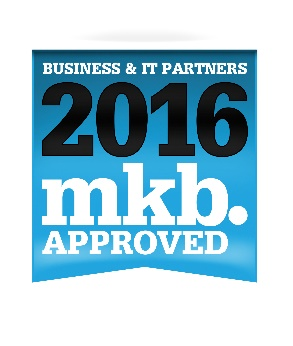 BUSINESS & IT PARTNERS
2016
mkb.
APPROVED